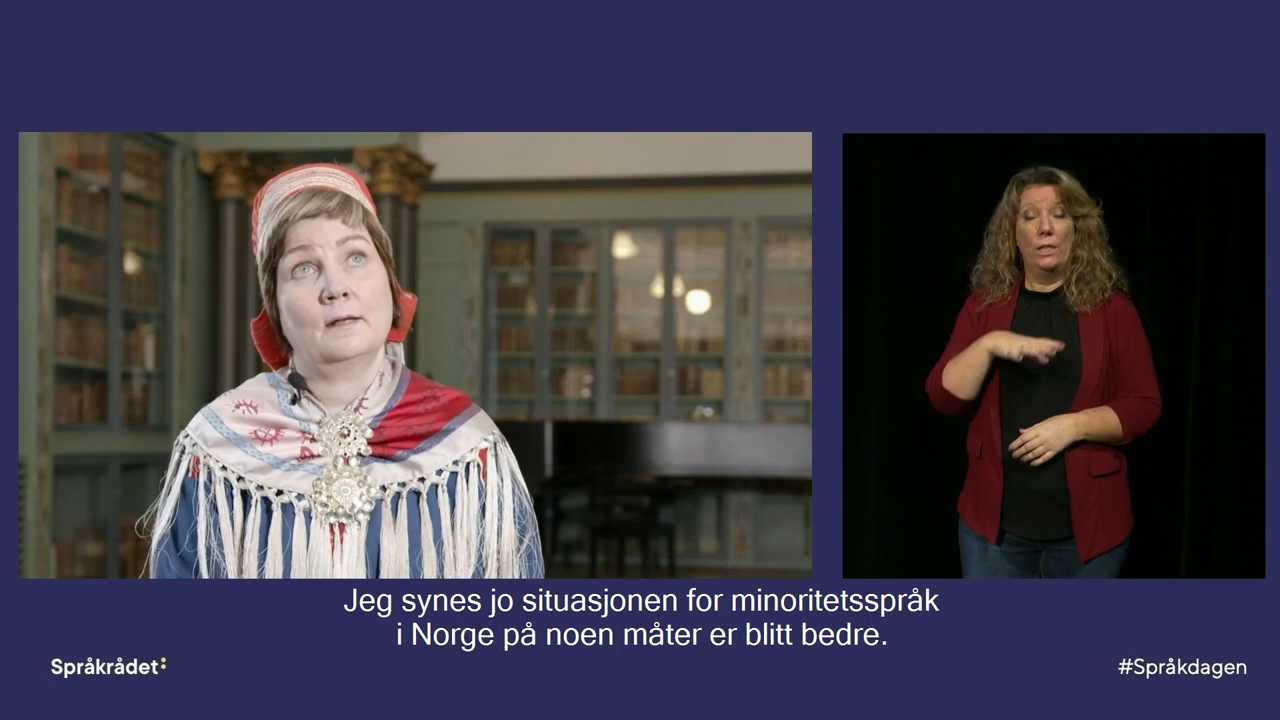 Jeg synes jo situasjonen for minoritetsspråk
i Norge på noen måter er blitt bedre.
Språkrådet:
#Språkdagen